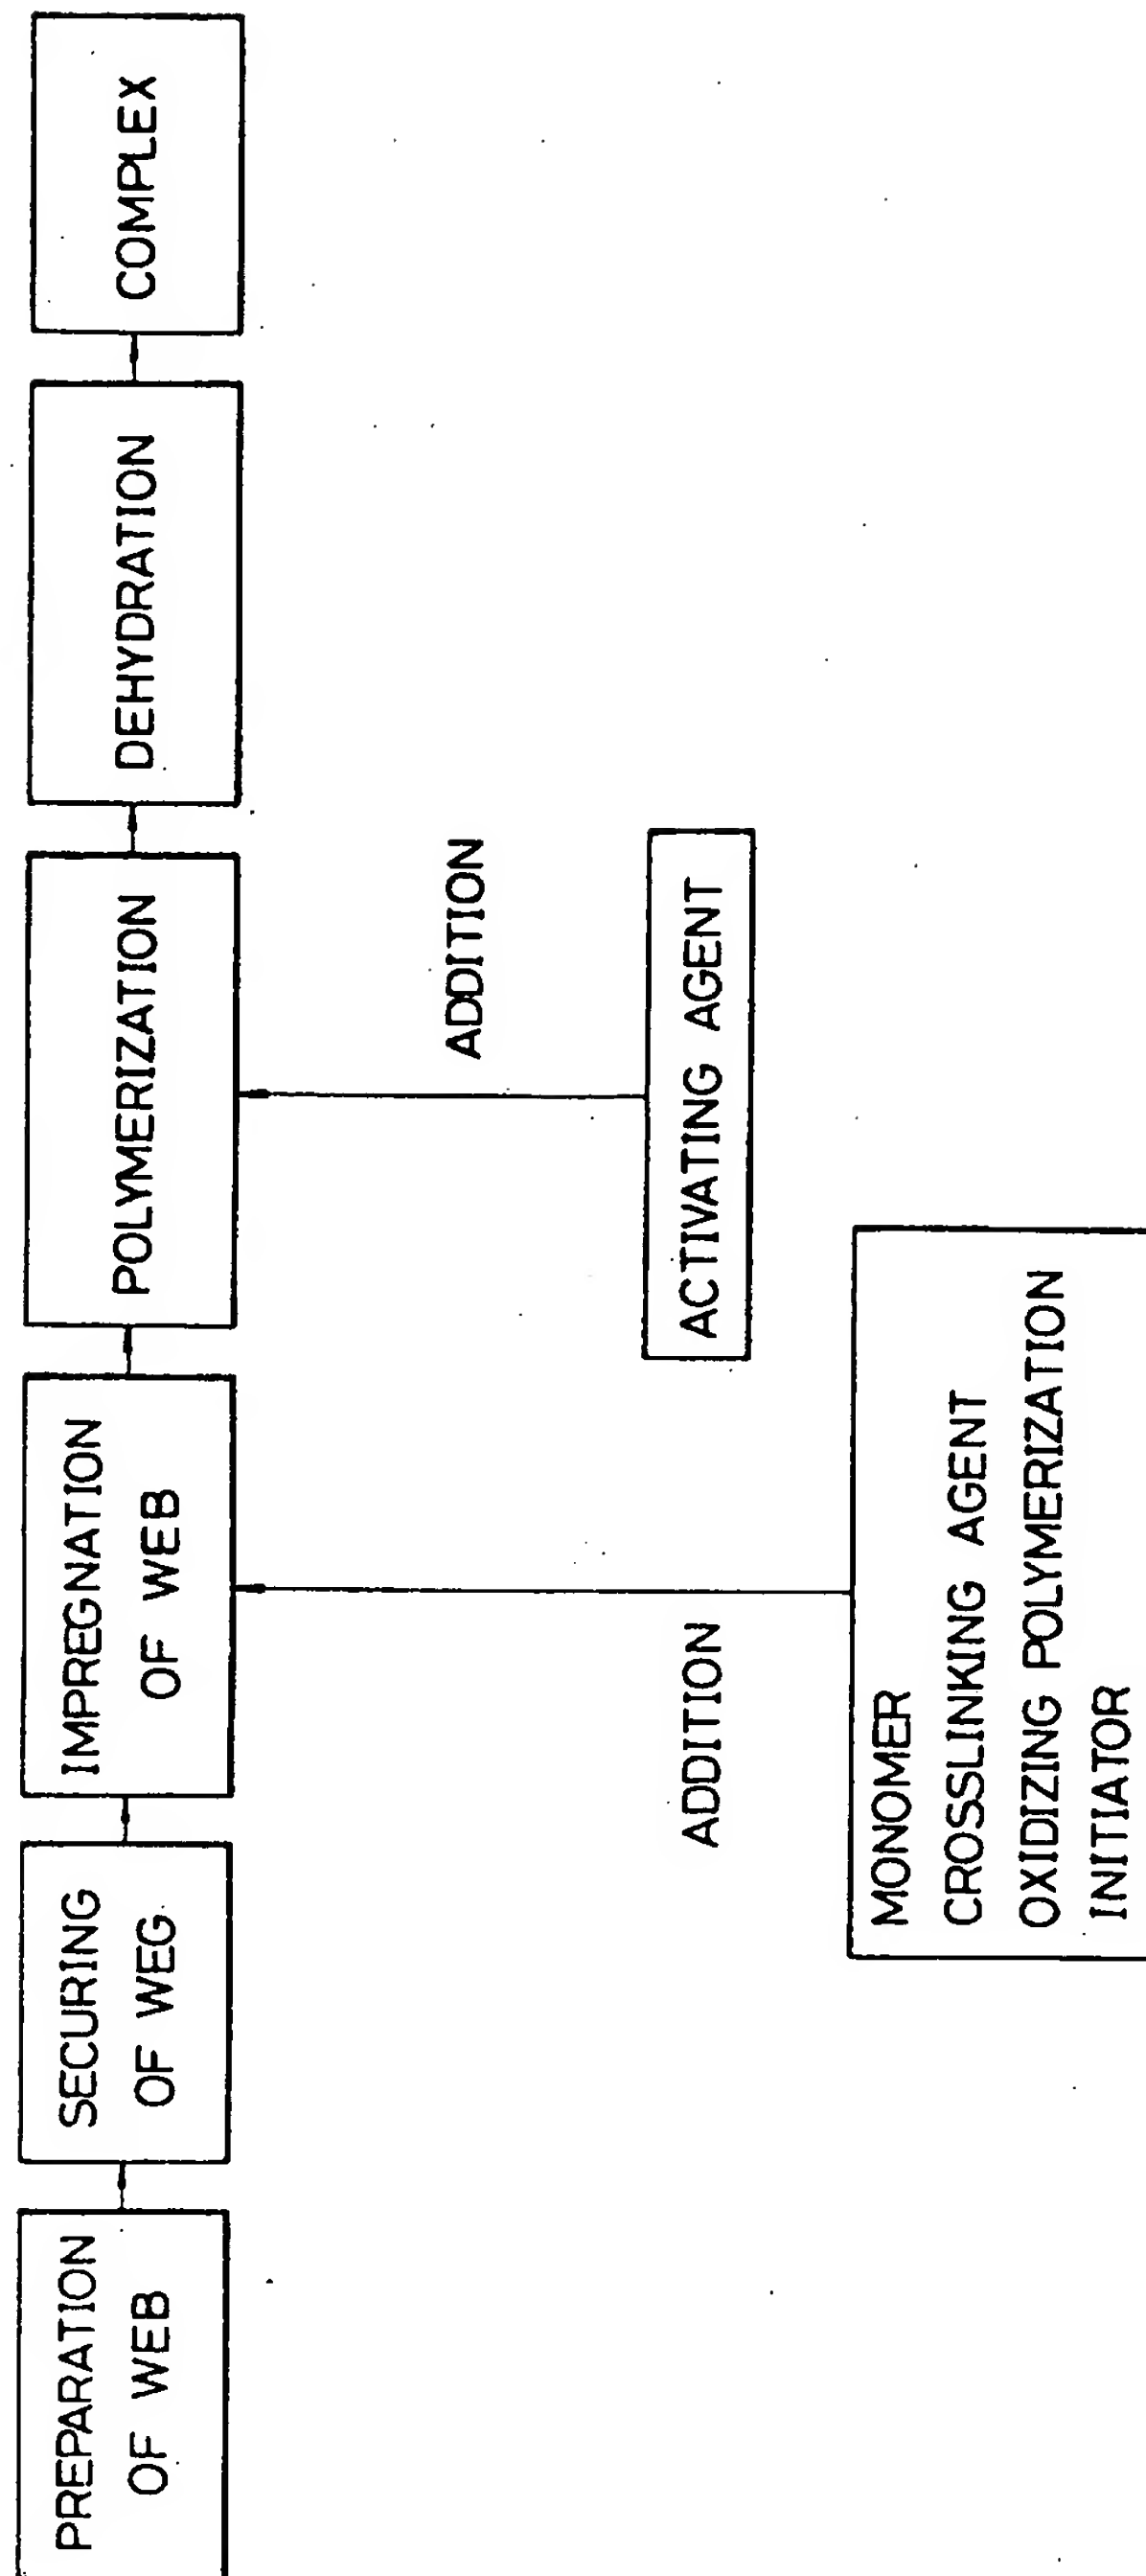 PREPARATION
OF WEB
SECURING
OF WEG
IMPREGNATION
OF WEB
POLYMERIZATION
DEHYDRATION
COMPLEX
ADDITION
ACTIVATING AGENT
ADDITION
MONOMER
CROSSLINKING AGENT
OXIDIZING POLYMERIZATION
INITIATOR